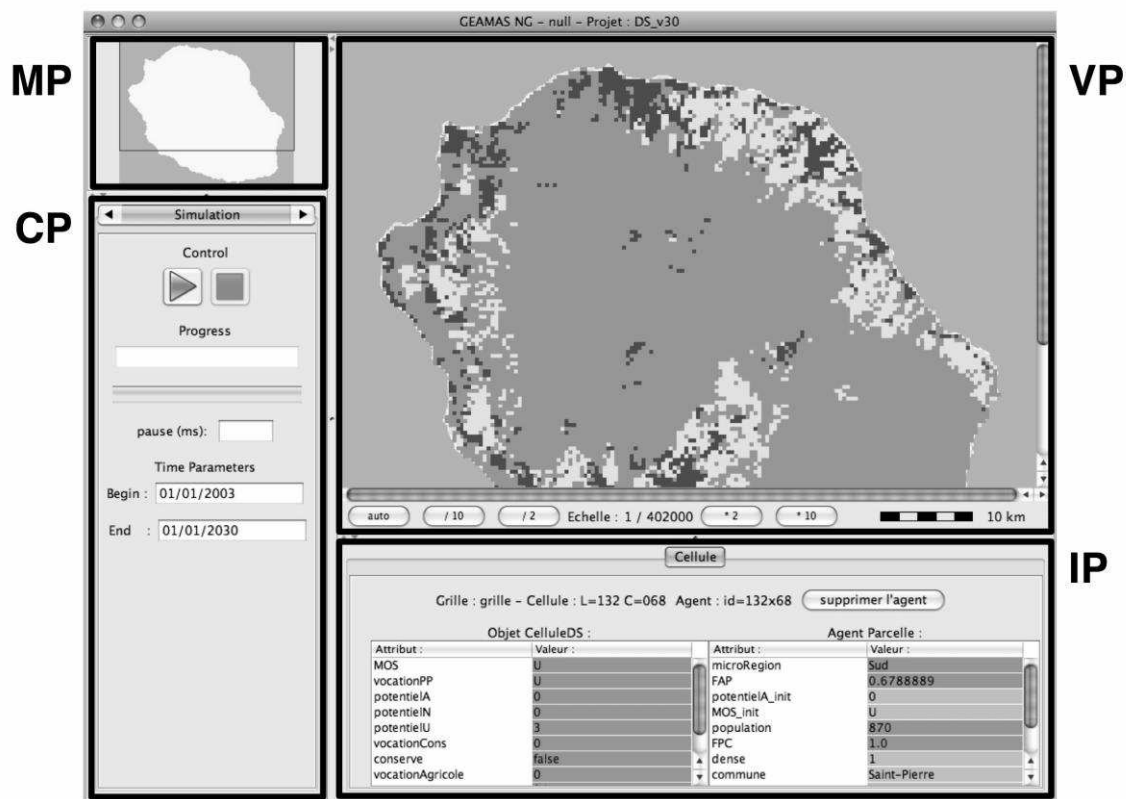 GEAMAS NG - null - Projet : DS_v30
MP
VP
CP
Simulation
Control
Progress
pause (ms):
Time Parameters
Begin : 01/01/2003
End : 01/01/2030
auto / 10 / 2 Echelle : 1 / 402000 * 2 * 10 10 km
IP
Cellule
Grille : grille - Cellule : L=132 C=068 Agent : id=132x68 supprimer l'agent
Objet CelluleDS : Agent Parcelle :
Attribut : Valeur : Attribut : Valeur :
MOS U microRegion Sud
vocationPP U FAP 0.6788889
potentielA 0 potentielA_init 0
potentielN 0 MOS_init U
potentielU 3 population 870
vocationCons 0 FPC 1.0
conserve false dense 1
vocationAgricole 0 commune Saint-Pierre